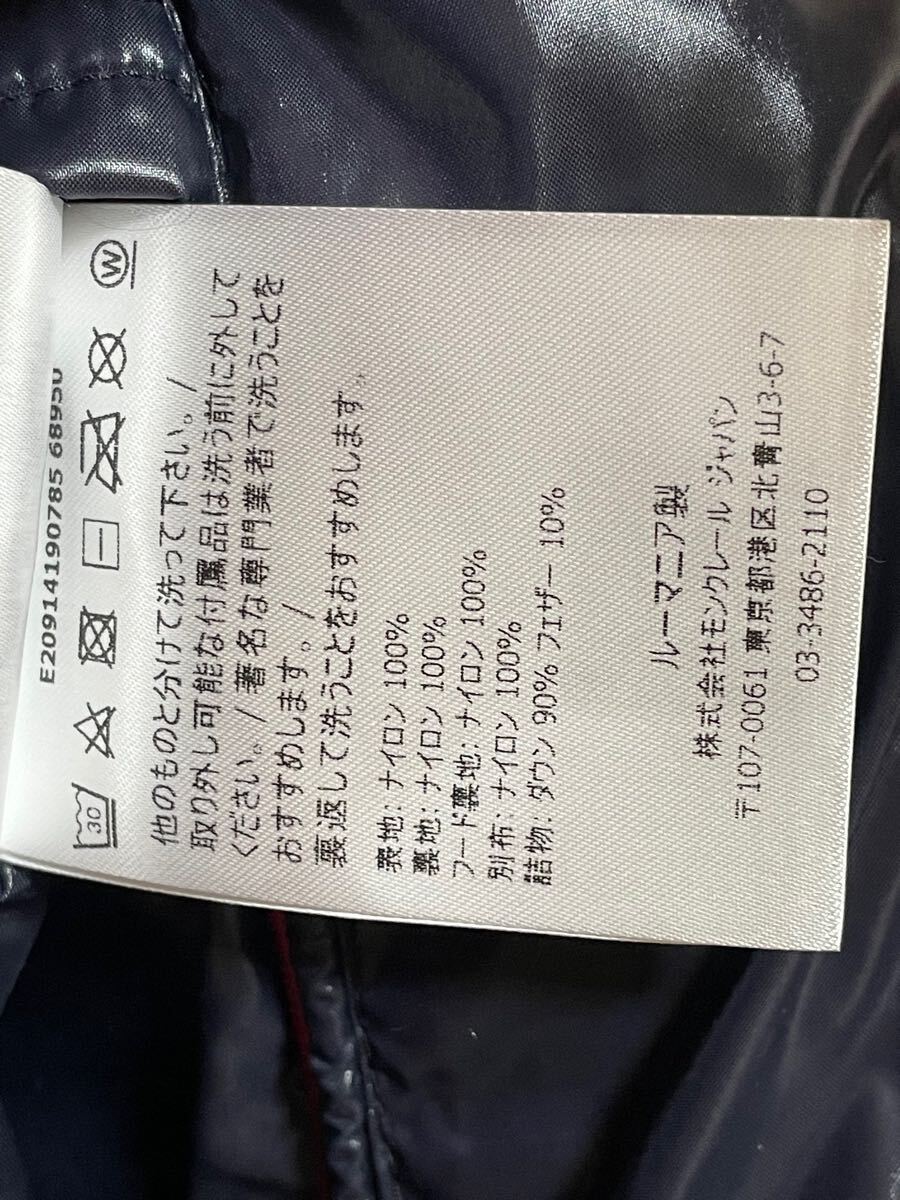 E20914190785 68950
30
W
他のものと分けて洗って下さい。/
取り外し可能な付属品は洗う前に外して
ください。/ 著名な専門業者で洗うことを
おすすめします。/
裏返して洗うことをおすすめします。
表地: ナイロン 100%
裏地: ナイロン 100%
フード裏地: ナイロン 100%
別布: ナイロン 100%
詰物: ダウン 90% フェザー 10%
ルーマニア製
株式会社モンクレール ジャパン
〒107-0061 東京都港区北青山3-6-7
03-3486-2110